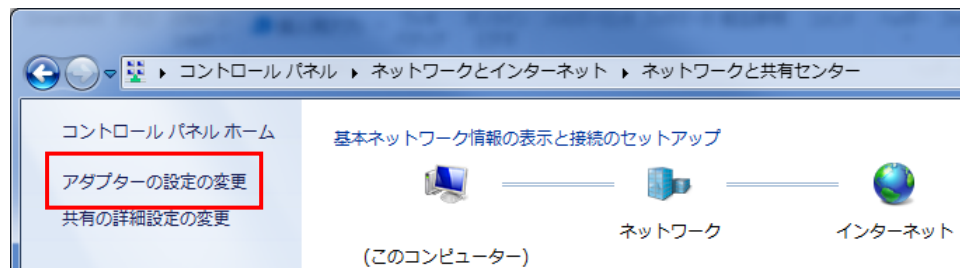 コントロール パネル ▸ ネットワークとインターネット ▸ ネットワークと共有センター
コントロール パネル ホーム
アダプターの設定の変更
共有の詳細設定の変更
基本ネットワーク情報の表示と接続のセットアップ
ネットワーク
インターネット
(このコンピューター)